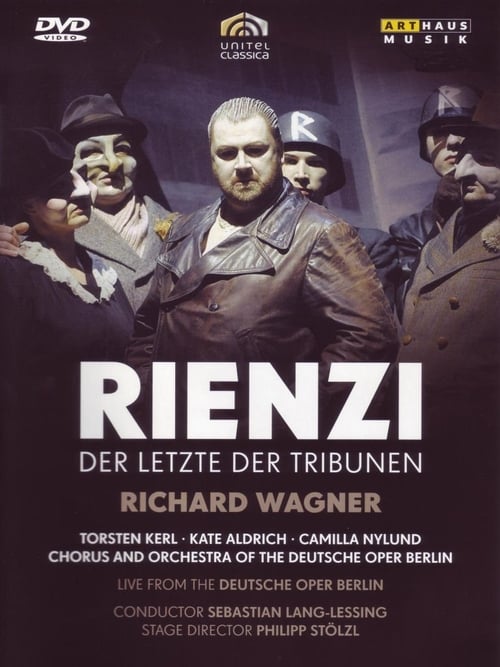 DVD
VIDEO
UNITEL
CLASSICA
ARTHAUS
MUSIK
R
R
RIENZI
DER LETZTE DER TRIBUNEN
RICHARD WAGNER
TORSTEN KERL · KATE ALDRICH · CAMILLA NYLUND
CHORUS AND ORCHESTRA OF THE DEUTSCHE OPER BERLIN
LIVE FROM THE DEUTSCHE OPER BERLIN
CONDUCTOR SEBASTIAN LANG-LESSING
STAGE DIRECTOR PHILIPP STÖLZL